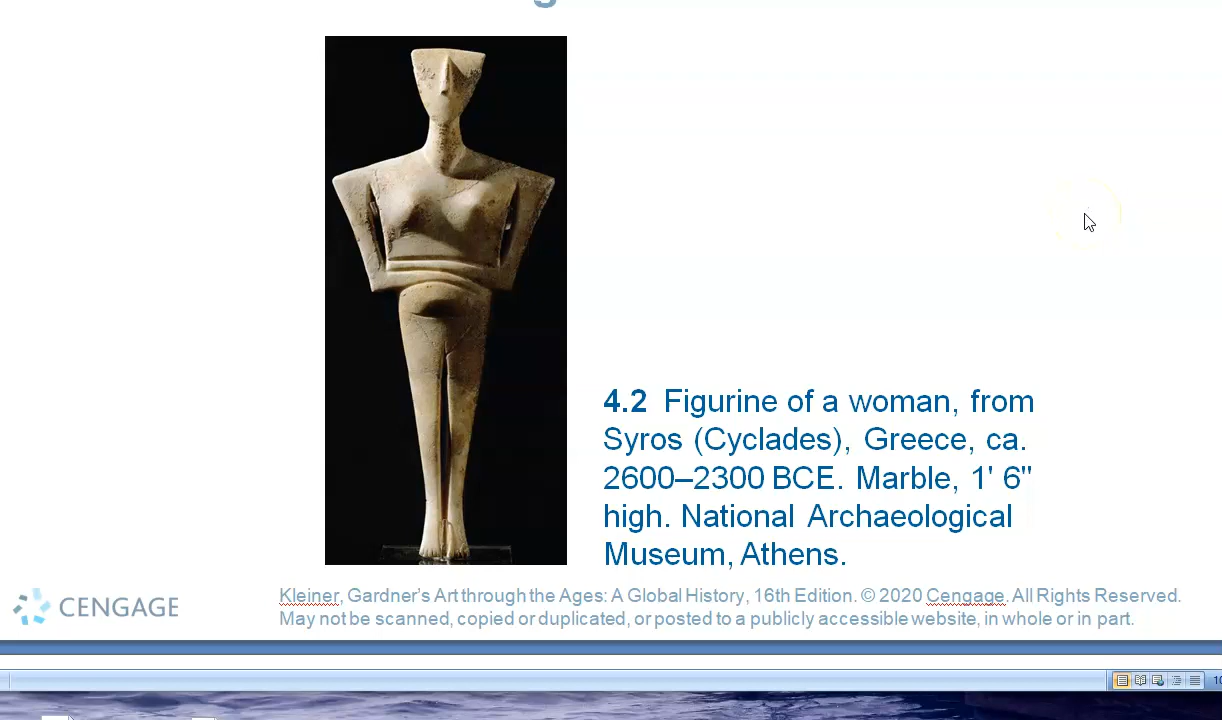 4.2 Figurine of a woman, from
Syros (Cyclades), Greece, ca.
2600–2300 BCE. Marble, 1' 6"
high. National Archaeological
Museum, Athens.
CENGAGE
Kleiner, Gardner’s Art through the Ages: A Global History, 16th Edition. © 2020 Cengage. All Rights Reserved.
May not be scanned, copied or duplicated, or posted to a publicly accessible website, in whole or in part.